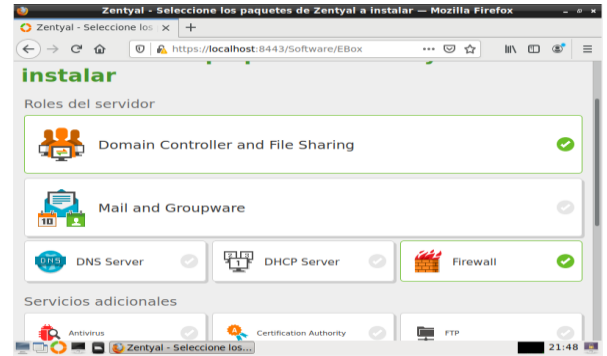 Zentyal - Seleccione los paquetes de Zentyal a instalar — Mozilla Firefox
Zentyal - Seleccione los
https://localhost:8443/Software/EBox
instalar
Roles del servidor
Domain Controller and File Sharing
Mail and Groupware
10
DNS
DNS Server
DHCP Server
Firewall
Servicios adicionales
Antivirus
Certification Authority
FTP
Zentyal - Seleccione los...
21:48